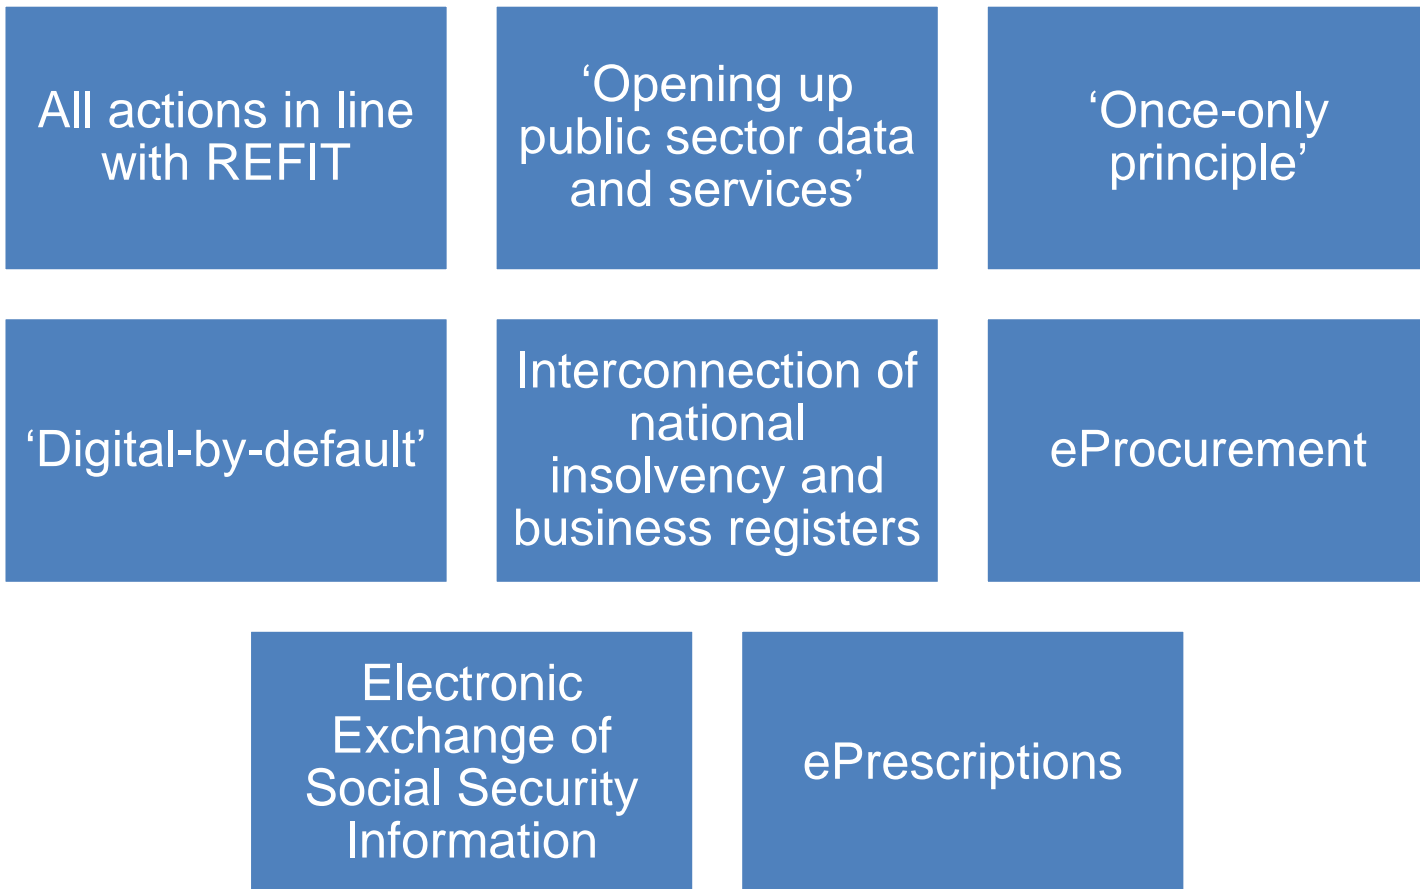 All actions in line
with REFIT
‘Opening up
public sector data
and services’
‘Once-only
principle’
‘Digital-by-default’
Interconnection of
national
insolvency and
business registers
eProcurement
Electronic
Exchange of
Social Security
Information
ePrescriptions